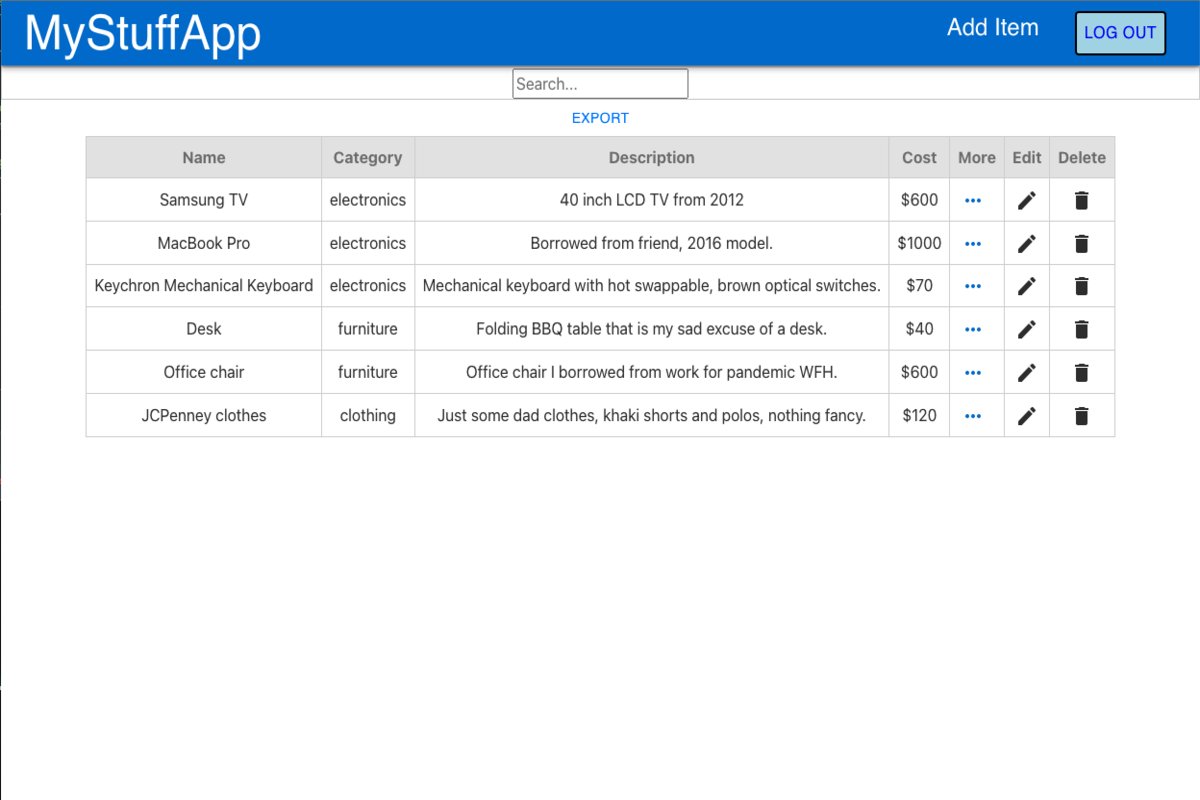 MyStuffApp Add Item LOG OUT
Search...
EXPORT
Name Category Description Cost More Edit Delete
Samsung TV electronics 40 inch LCD TV from 2012 $600 •••
MacBook Pro electronics Borrowed from friend, 2016 model. $1000 •••
Keychron Mechanical Keyboard electronics Mechanical keyboard with hot swappable, brown optical switches. $70 •••
Desk furniture Folding BBQ table that is my sad excuse of a desk. $40 •••
Office chair furniture Office chair I borrowed from work for pandemic WFH. $600 •••
JCPenney clothes clothing Just some dad clothes, khaki shorts and polos, nothing fancy. $120 •••